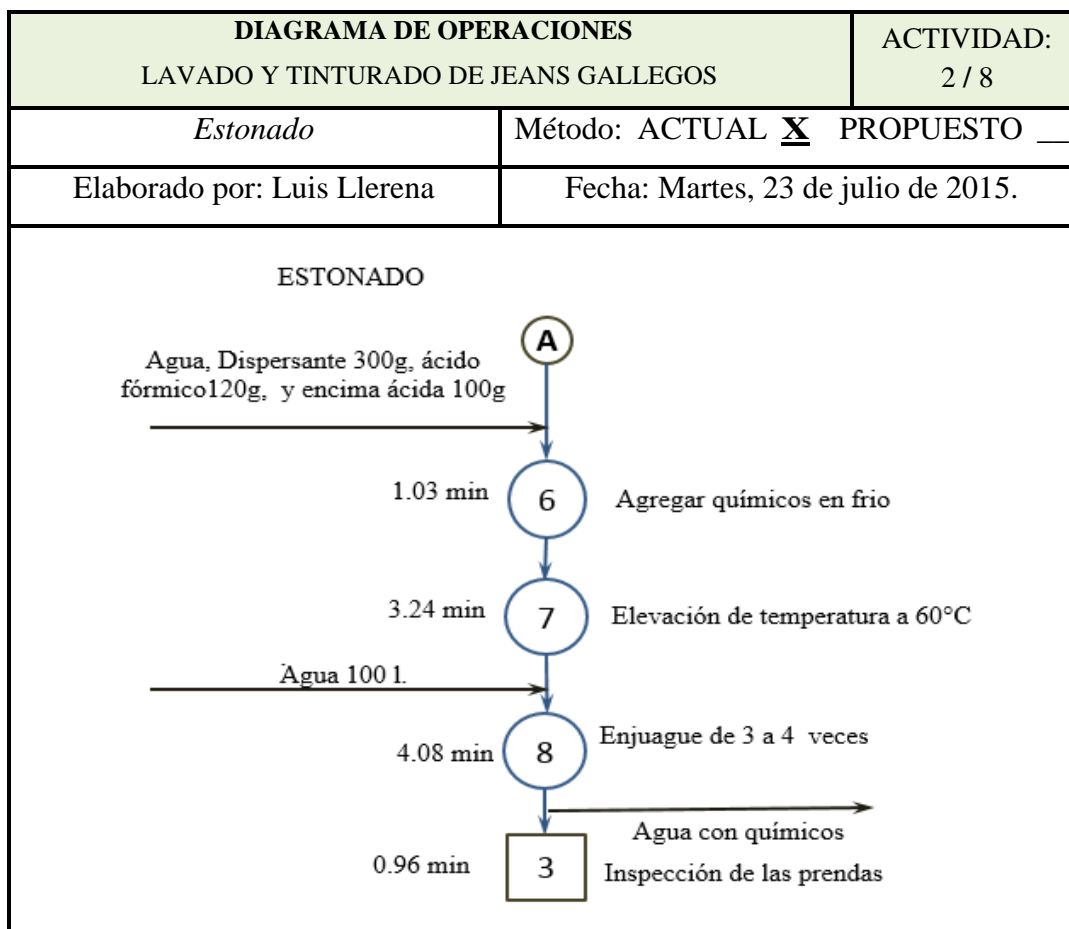 DIAGRAMA DE OPERACIONES
LAVADO Y TINTURADO DE JEANS GALLEGOS
ACTIVIDAD:
2 / 8
Estonado
Método: ACTUAL X PROPUESTO __
Elaborado por: Luis Llerena
Fecha: Martes, 23 de julio de 2015.
ESTONADO
A
Agua, Dispersante 300g, ácido
fórmico120g, y encima ácida 100g
1.03 min
6
Agregar químicos en frio
3.24 min
7
Elevación de temperatura a 60°C
Agua 100 l.
4.08 min
8
Enjuague de 3 a 4 veces
Agua con químicos
0.96 min
3
Inspección de las prendas